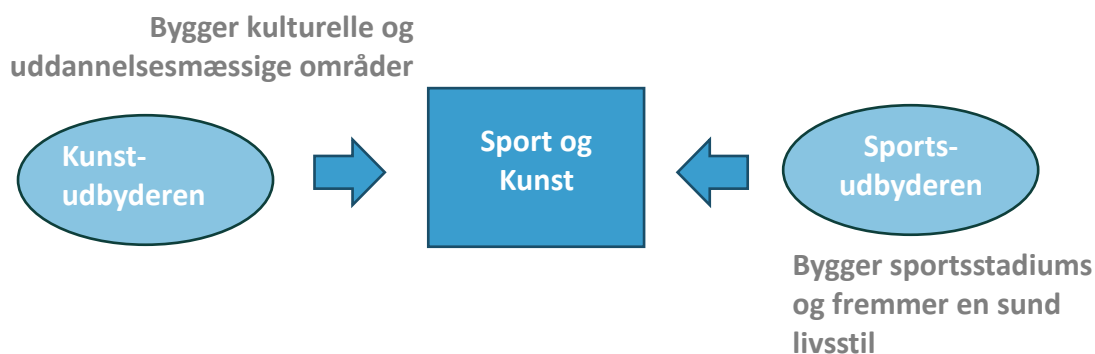 Bygger kulturelle og
uddannelsesmæssige områder
Kunst-
udbyderen
Sport og
Kunst
Sports-
udbyderen
Bygger sportsstadiums
og fremmer en sund
livsstil